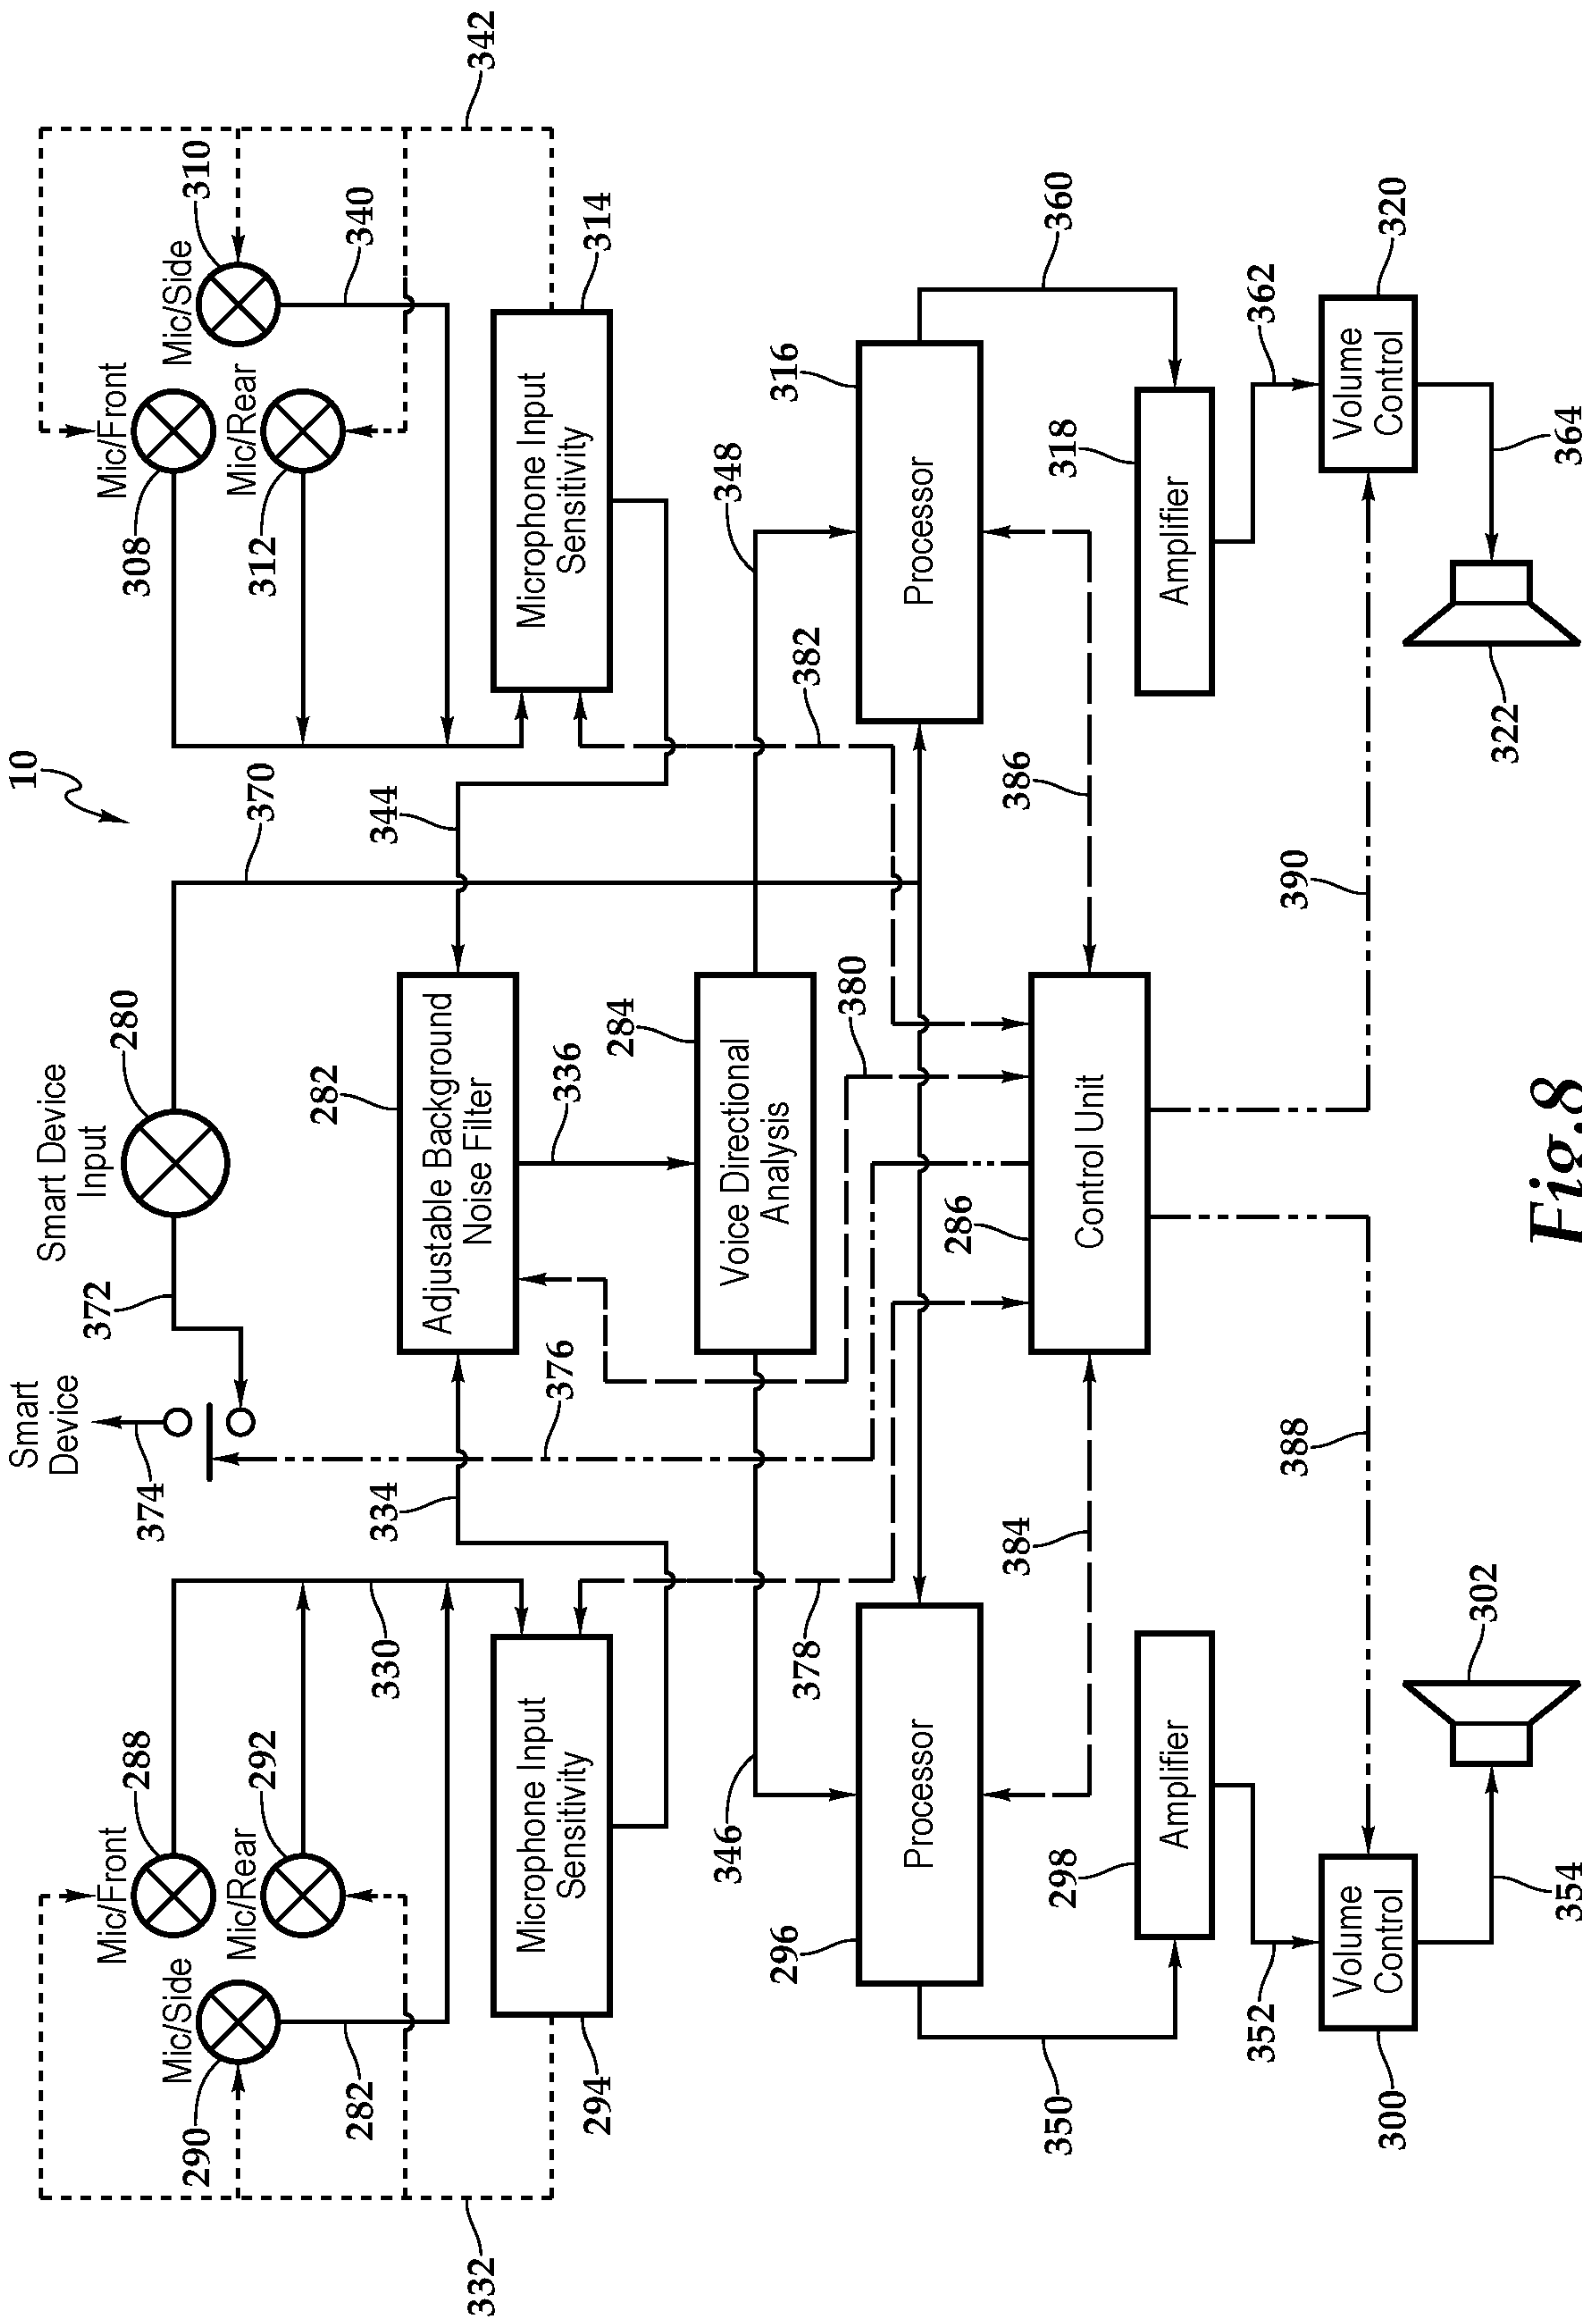 10
342
310
Mic/Side
340
Mic/Front
308
Mic/Rear
312
Microphone Input
Sensitivity
314
370
344
382
348
316
Processor
360
318
Amplifier
362
320
Volume
Control
364
322
386
390
Smart Device
Input
280
372
Smart
Device
374
282
Adjustable Background
Noise Filter
336
284
Voice Directional
Analysis
380
376
286
Control Unit
334
330
288
Mic/Front
292
Mic/Rear
Mic/Side
290
282
332
Microphone Input
Sensitivity
294
378
346
384
388
Processor
296
350
298
Amplifier
352
Volume
Control
300
302
354
Fig.8